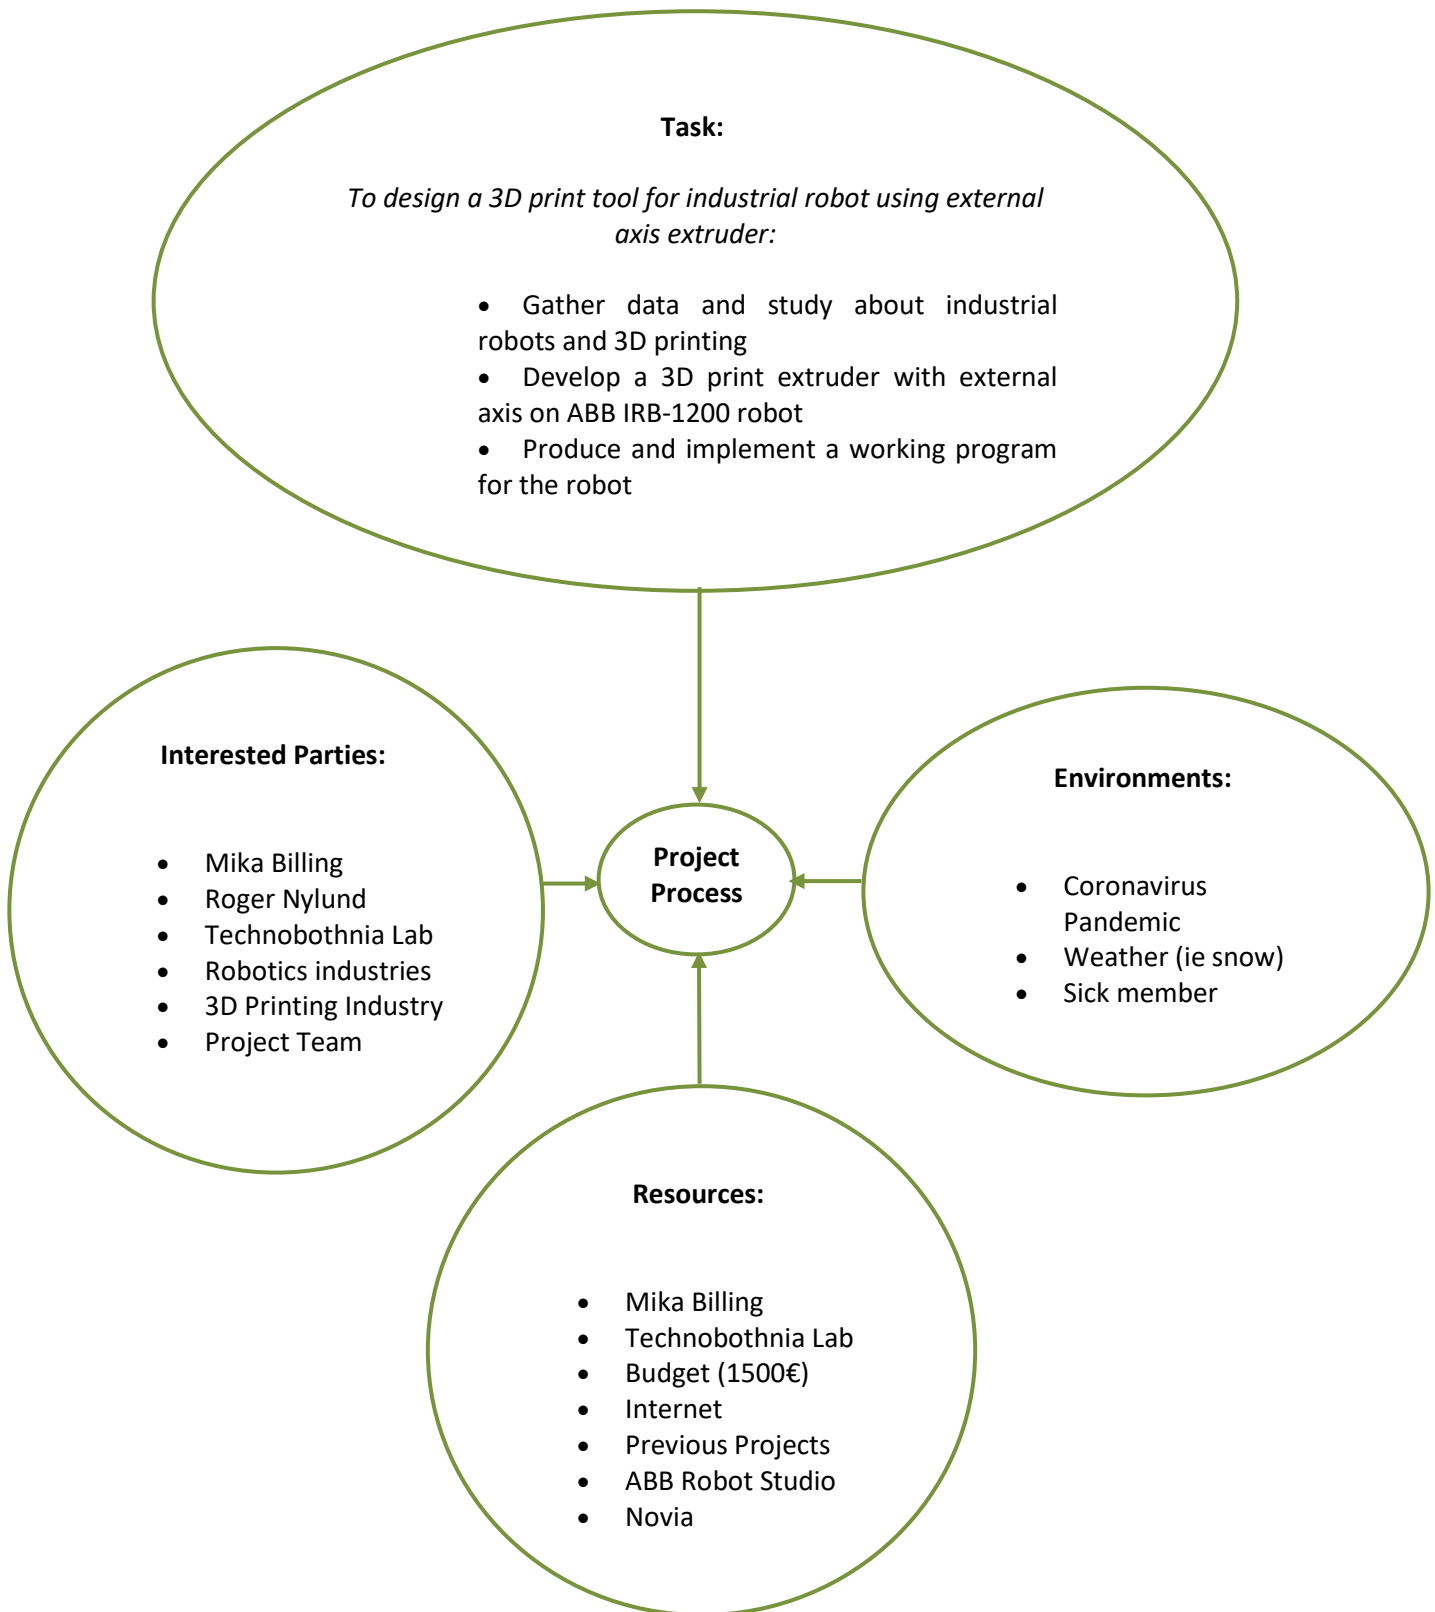 Task:
To design a 3D print tool for industrial robot using external
axis extruder:
• Gather data and study about industrial
robots and 3D printing
• Develop a 3D print extruder with external
axis on ABB IRB-1200 robot
• Produce and implement a working program
for the robot
Interested Parties:
• Mika Billing
• Roger Nylund
• Technobothnia Lab
• Robotics industries
• 3D Printing Industry
• Project Team
Project
Process
Environments:
• Coronavirus
Pandemic
• Weather (ie snow)
• Sick member
Resources:
• Mika Billing
• Technobothnia Lab
• Budget (1500€)
• Internet
• Previous Projects
• ABB Robot Studio
• Novia